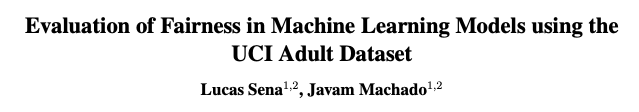 Evaluation of Fairness in Machine Learning Models using the
UCI Adult Dataset
Lucas Sena1,2, Javam Machado1,2